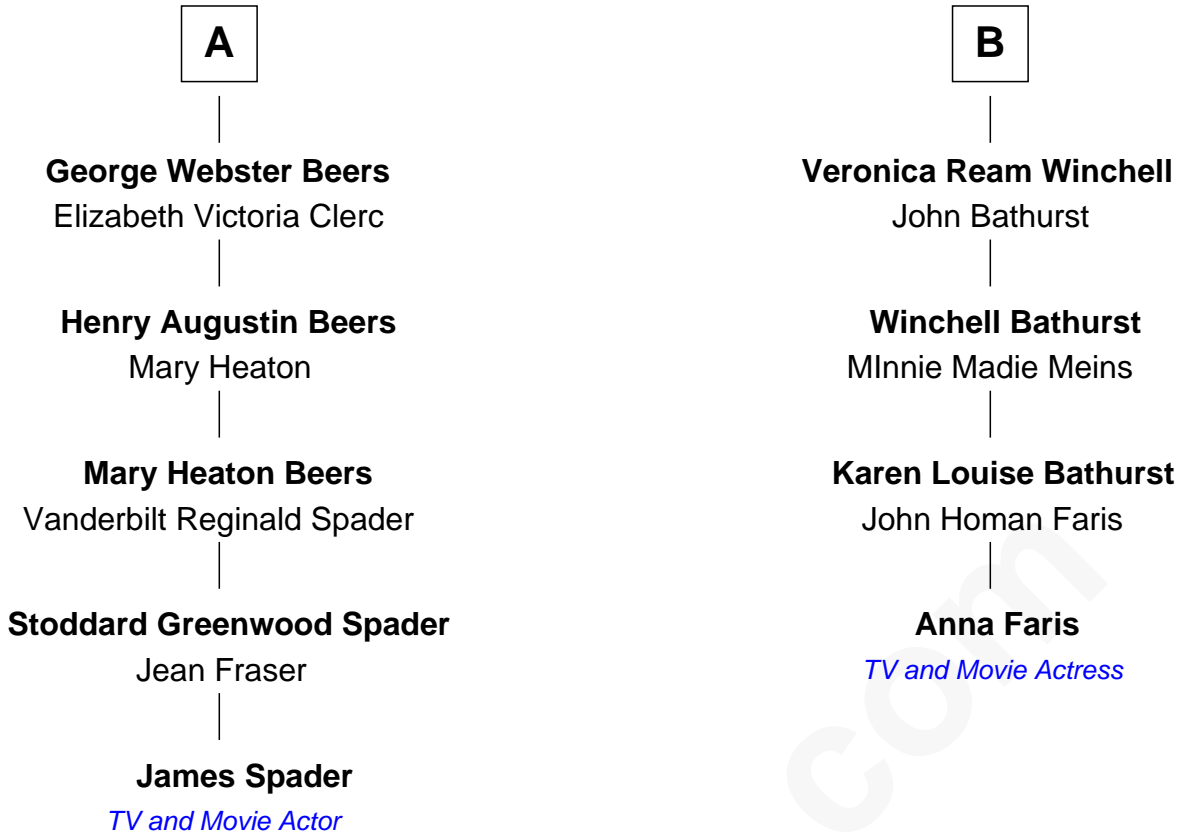 A
George Webster Beers
Elizabeth Victoria Clerc
Henry Augustin Beers
Mary Heaton
Mary Heaton Beers
Vanderbilt Reginald Spader
Stoddard Greenwood Spader
Jean Fraser
James Spader
TV and Movie Actor
B
Veronica Ream Winchell
John Bathurst
Winchell Bathurst
MInnie Madie Meins
Karen Louise Bathurst
John Homan Faris
Anna Faris
TV and Movie Actress
com